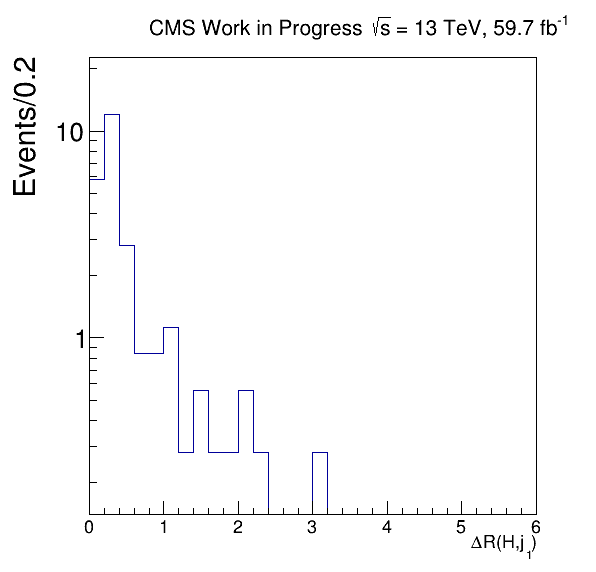 CMS Work in Progress √s = 13 TeV, 59.7 fb⁻¹
Events/0.2
10
1
0 1 2 3 4 5 6
ΔR(H,j₁)